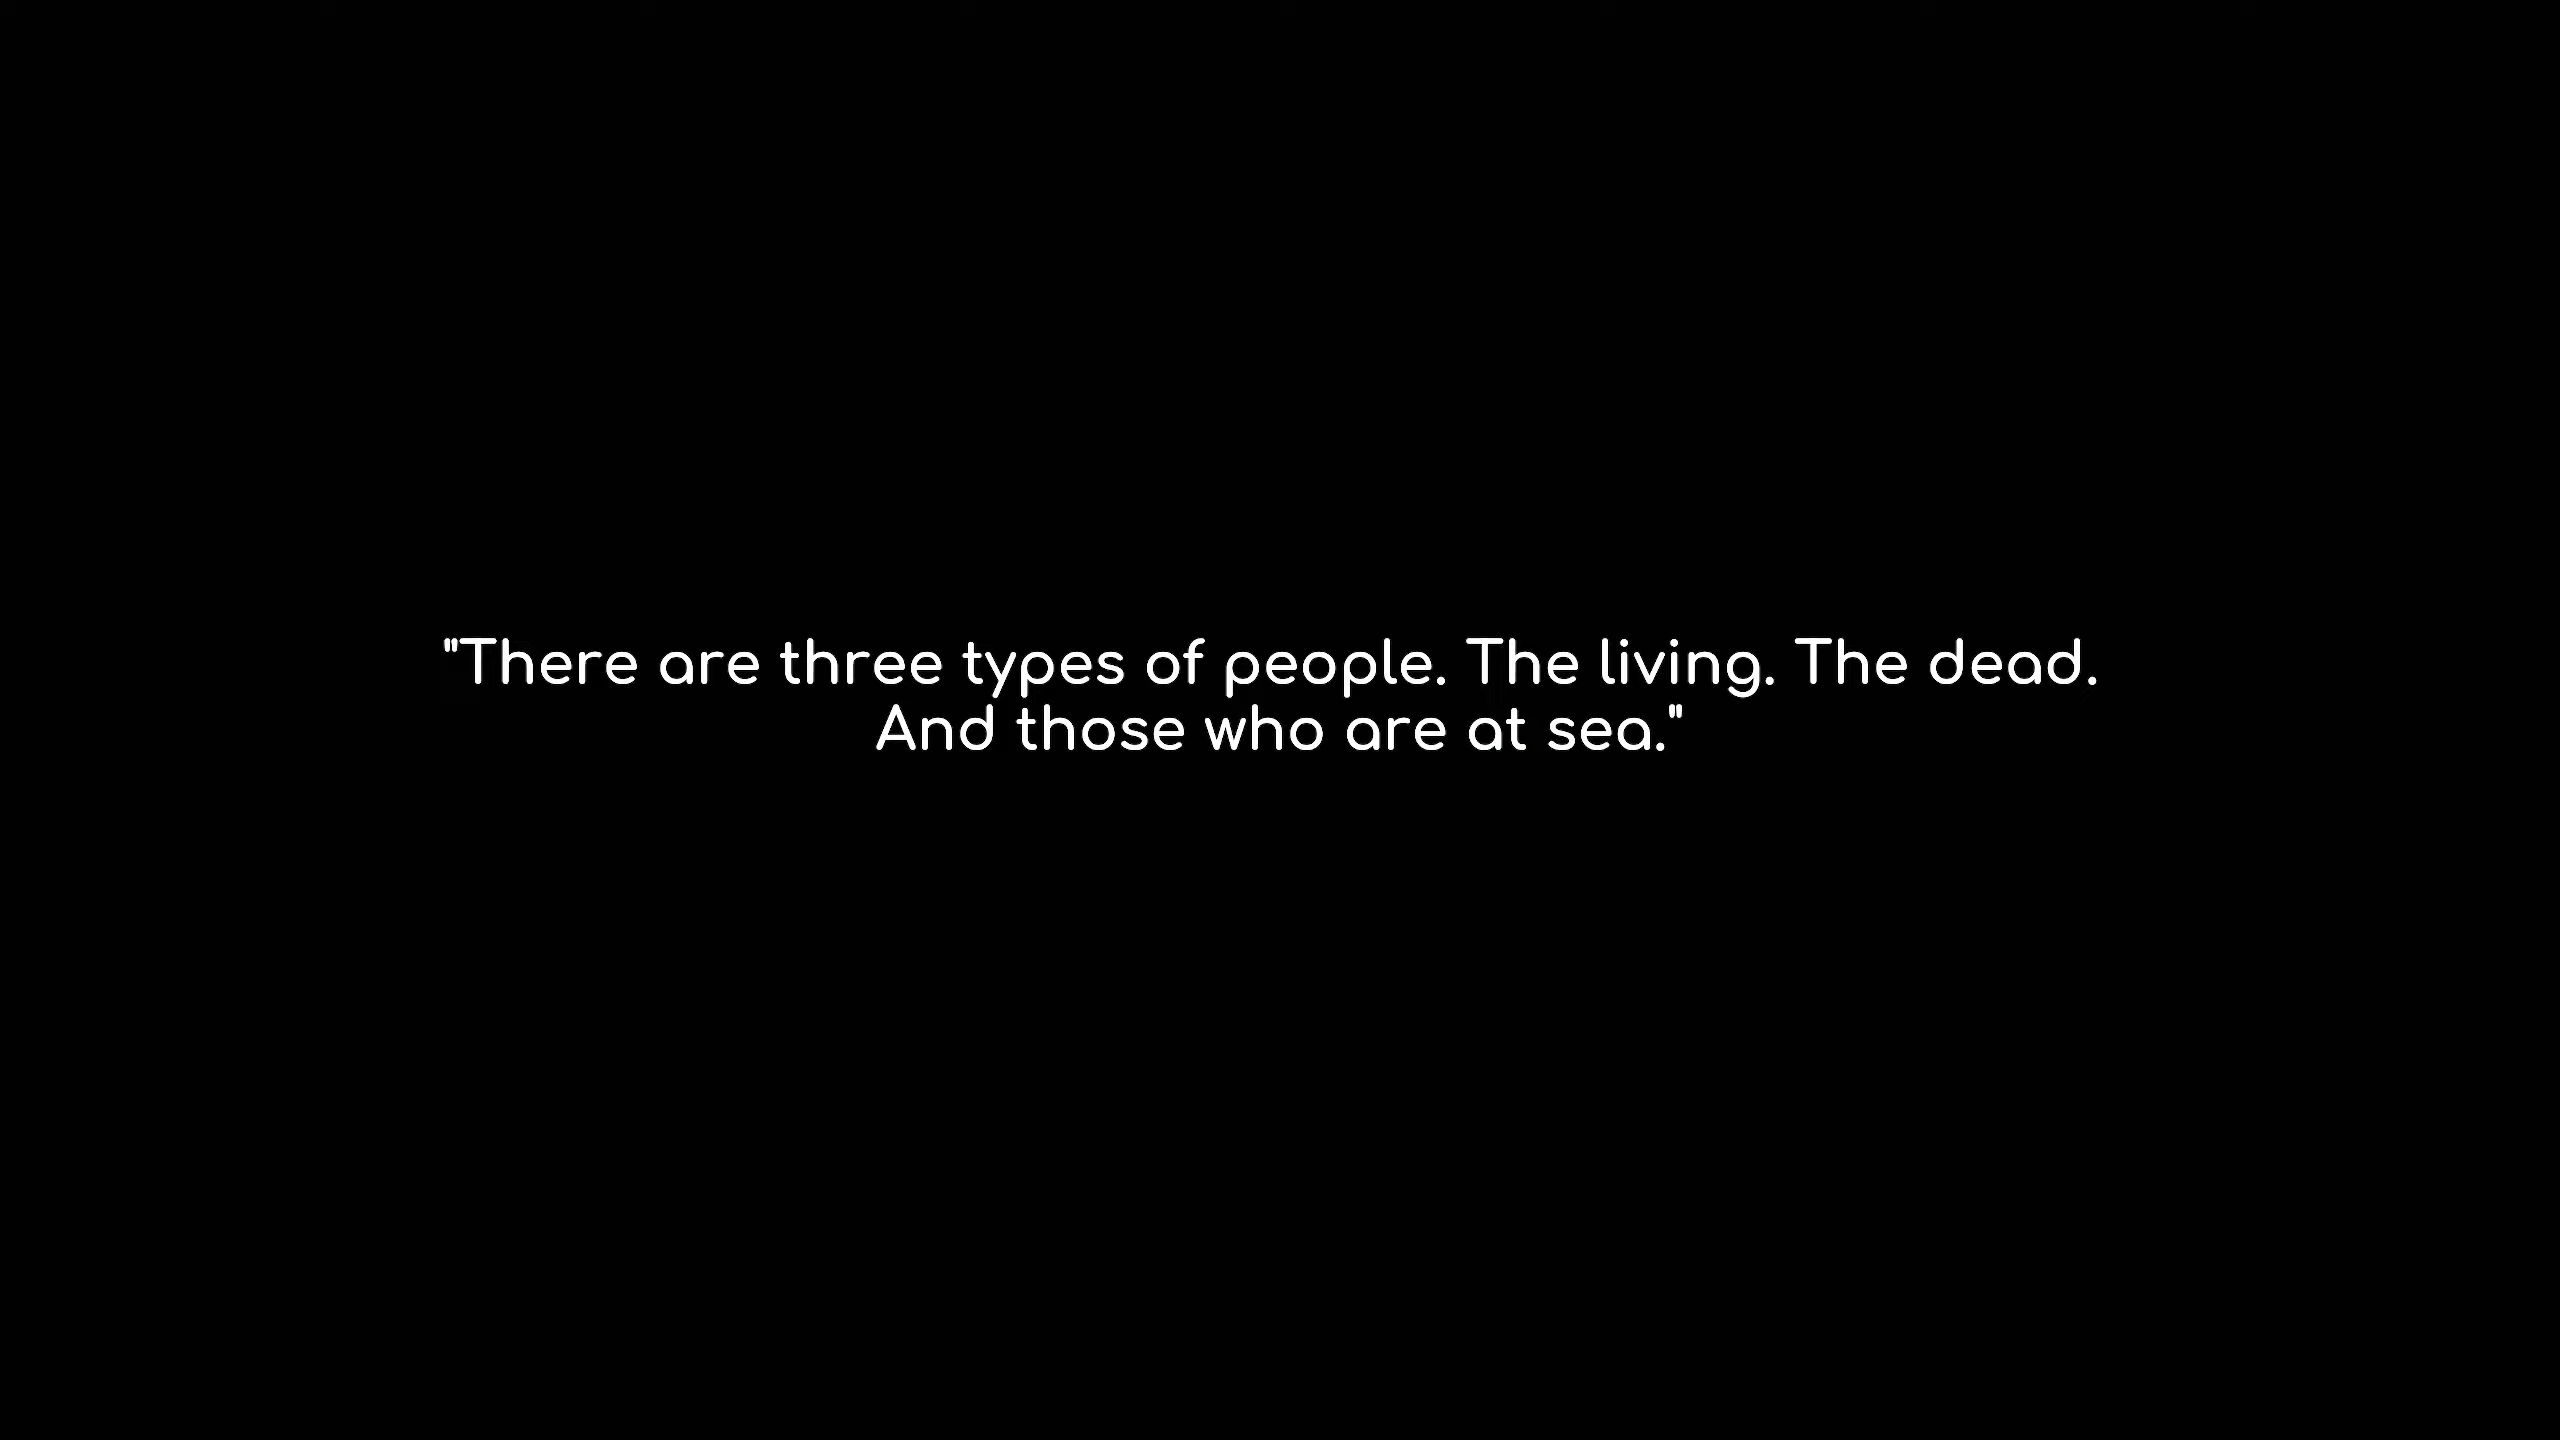 "There are three types of people. The living. The dead.
And those who are at sea."